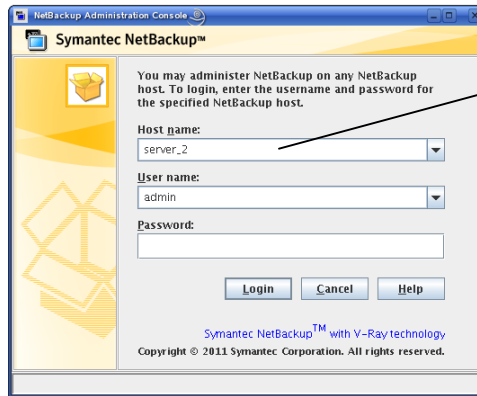 NetBackup Administration Console
Symantec NetBackup™
You may administer NetBackup on any NetBackup
host. To login, enter the username and password for
the specified NetBackup host.
Host name:
server_2
User name:
admin
Password:
Login Cancel Help
Symantec NetBackup™ with V-Ray technology
Copyright © 2011 Symantec Corporation. All rights reserved.